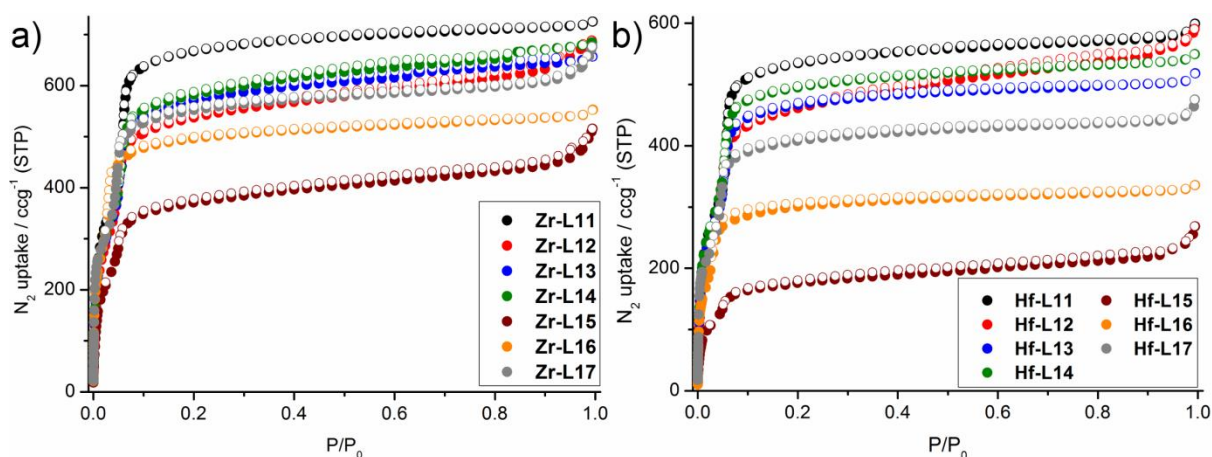 a)
N₂ uptake / ccg⁻¹ (STP)
600
400
200
0
Zr-L11
Zr-L12
Zr-L13
Zr-L14
Zr-L15
Zr-L16
Zr-L17
0.0 0.2 0.4 0.6 0.8 1.0
P/P₀
b)
N₂ uptake / ccg⁻¹ (STP)
600
400
200
0
Hf-L11 Hf-L15
Hf-L12 Hf-L16
Hf-L13 Hf-L17
Hf-L14
0.0 0.2 0.4 0.6 0.8 1.0
P/P₀